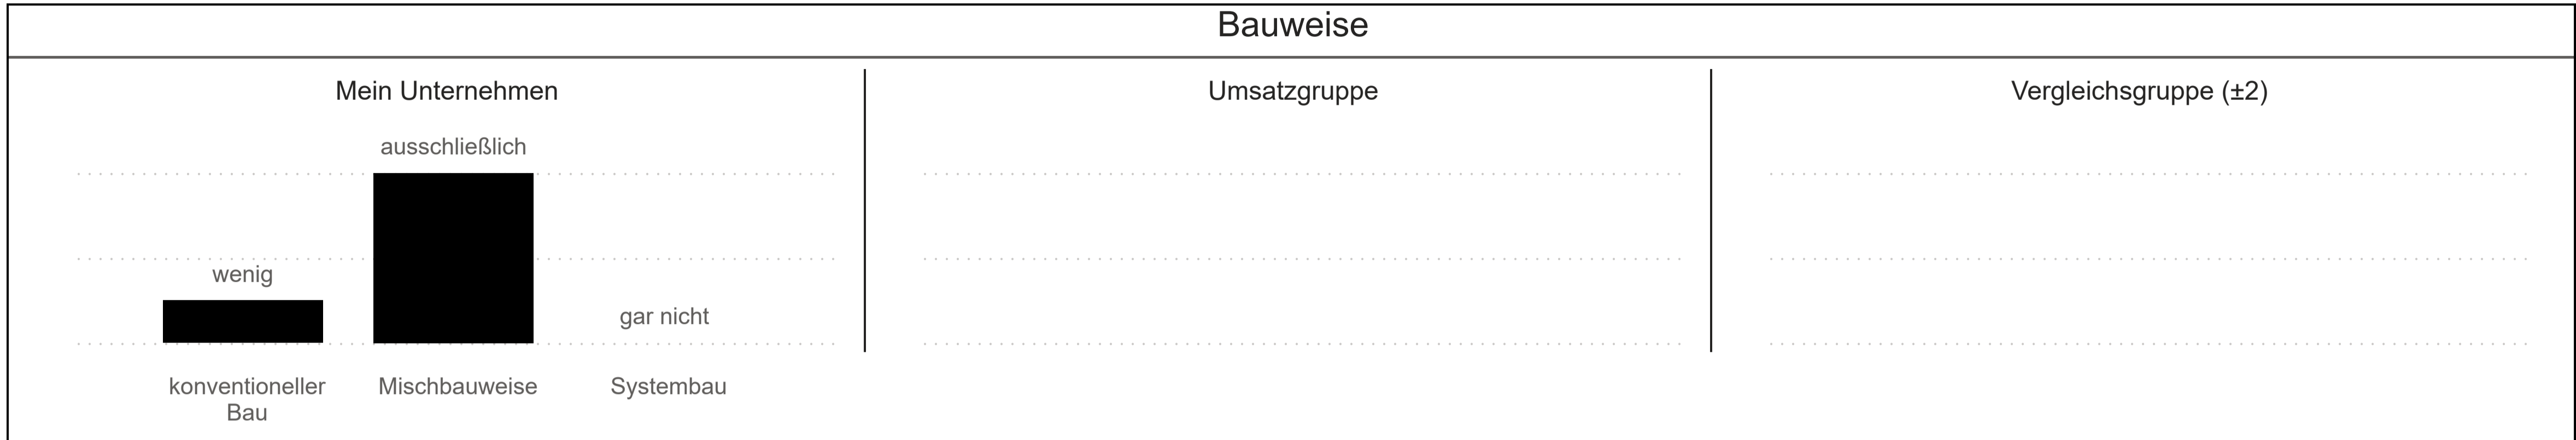 Bauweise
Mein Unternehmen
ausschließlich
wenig
gar nicht
konventioneller
Bau
Mischbauweise
Systembau
Umsatzgruppe
Vergleichsgruppe (±2)